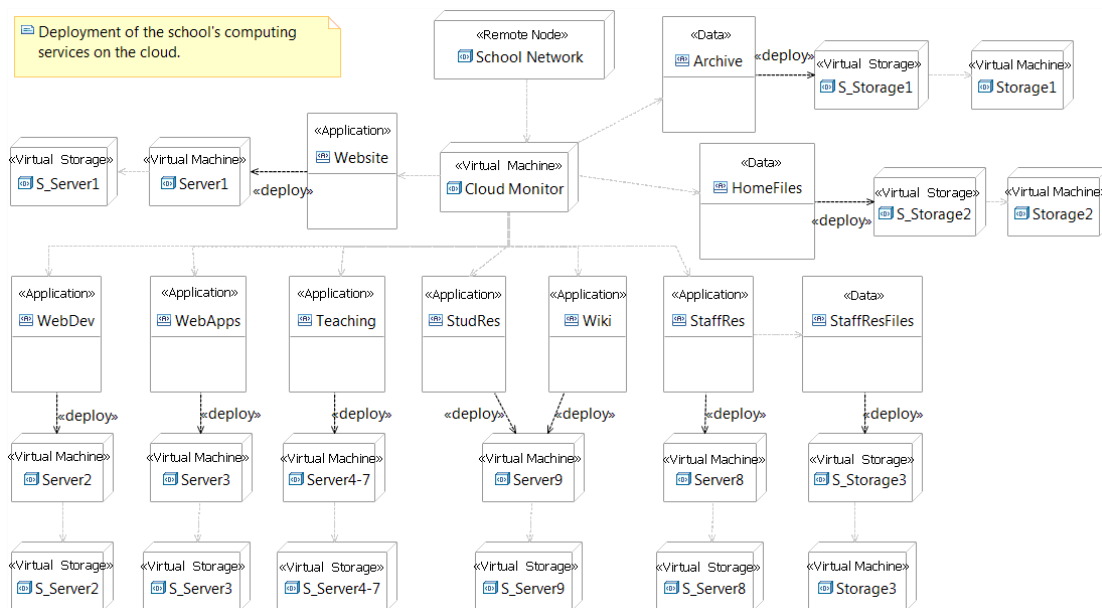 Deployment of the school's computing
services on the cloud.
«Remote Node»
School Network
«Data»
Archive
«deploy»
«Virtual Storage»
S_Storage1
«Virtual Machine»
Storage1
«Virtual Storage»
S_Server1
«Virtual Machine»
Server1
«deploy»
«Application»
Website
«Virtual Machine»
Cloud Monitor
«Data»
HomeFiles
«deploy»
«Virtual Storage»
S_Storage2
«Virtual Machine»
Storage2
«Application»
WebDev
«Application»
WebApps
«Application»
Teaching
«Application»
StudRes
«Application»
Wiki
«Application»
StaffRes
«Data»
StaffResFiles
«deploy»
«deploy»
«deploy»
«deploy»
«deploy»
«deploy»
«deploy»
«Virtual Machine»
Server2
«Virtual Machine»
Server3
«Virtual Machine»
Server4-7
«Virtual Machine»
Server9
«Virtual Machine»
Server8
«Virtual Storage»
S_Storage3
«Virtual Storage»
S_Server2
«Virtual Storage»
S_Server3
«Virtual Storage»
S_Server4-7
«Virtual Storage»
S_Server9
«Virtual Storage»
S_Server8
«Virtual Machine»
Storage3